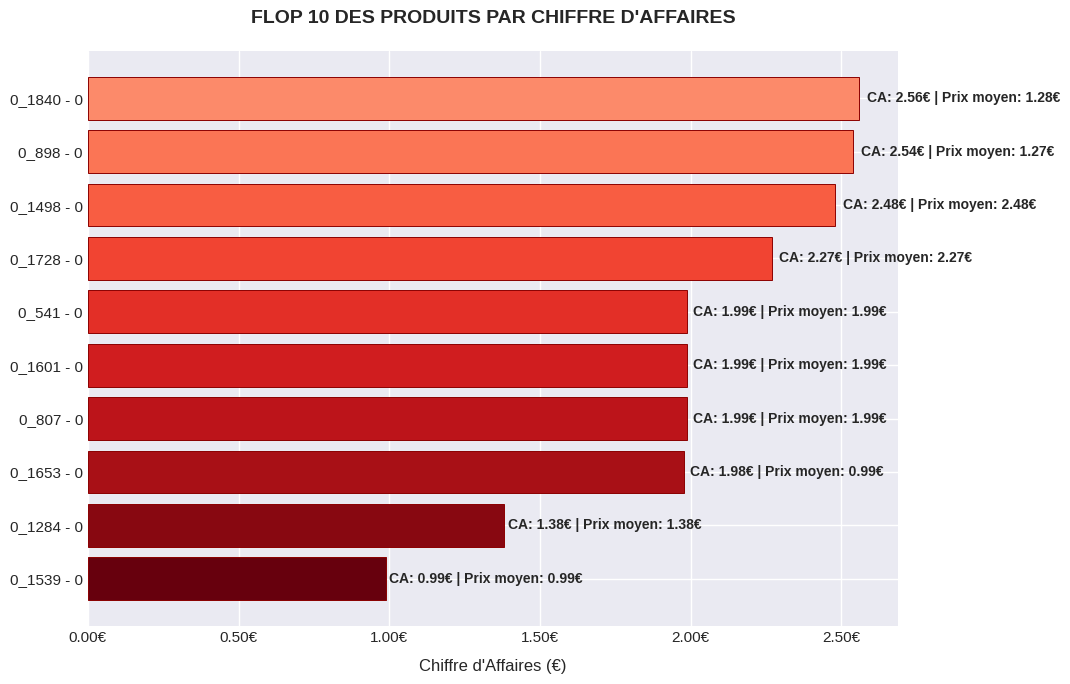 FLOP 10 DES PRODUITS PAR CHIFFRE D'AFFAIRES
0_1840 - 0 CA: 2.56€ | Prix moyen: 1.28€
0_898 - 0 CA: 2.54€ | Prix moyen: 1.27€
0_1498 - 0 CA: 2.48€ | Prix moyen: 2.48€
0_1728 - 0 CA: 2.27€ | Prix moyen: 2.27€
0_541 - 0 CA: 1.99€ | Prix moyen: 1.99€
0_1601 - 0 CA: 1.99€ | Prix moyen: 1.99€
0_807 - 0 CA: 1.99€ | Prix moyen: 1.99€
0_1653 - 0 CA: 1.98€ | Prix moyen: 0.99€
0_1284 - 0 CA: 1.38€ | Prix moyen: 1.38€
0_1539 - 0 CA: 0.99€ | Prix moyen: 0.99€
0.00€ 0.50€ 1.00€ 1.50€ 2.00€ 2.50€
Chiffre d'Affaires (€)